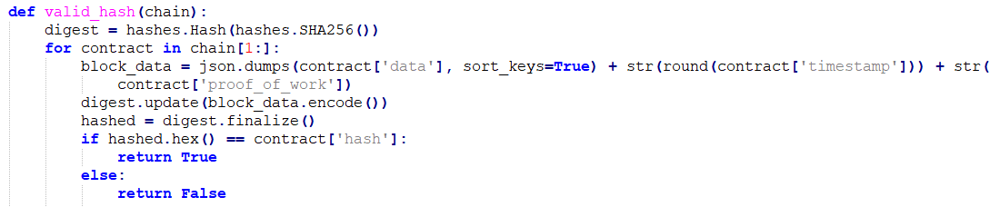 def valid_hash(chain):
    digest = hashes.Hash(hashes.SHA256())
    for contract in chain[1:]:
        block_data = json.dumps(contract['data'], sort_keys=True) + str(round(contract['timestamp'])) + str(
            contract['proof_of_work'])
        digest.update(block_data.encode())
        hashed = digest.finalize()
        if hashed.hex() == contract['hash']:
            return True
        else:
            return False